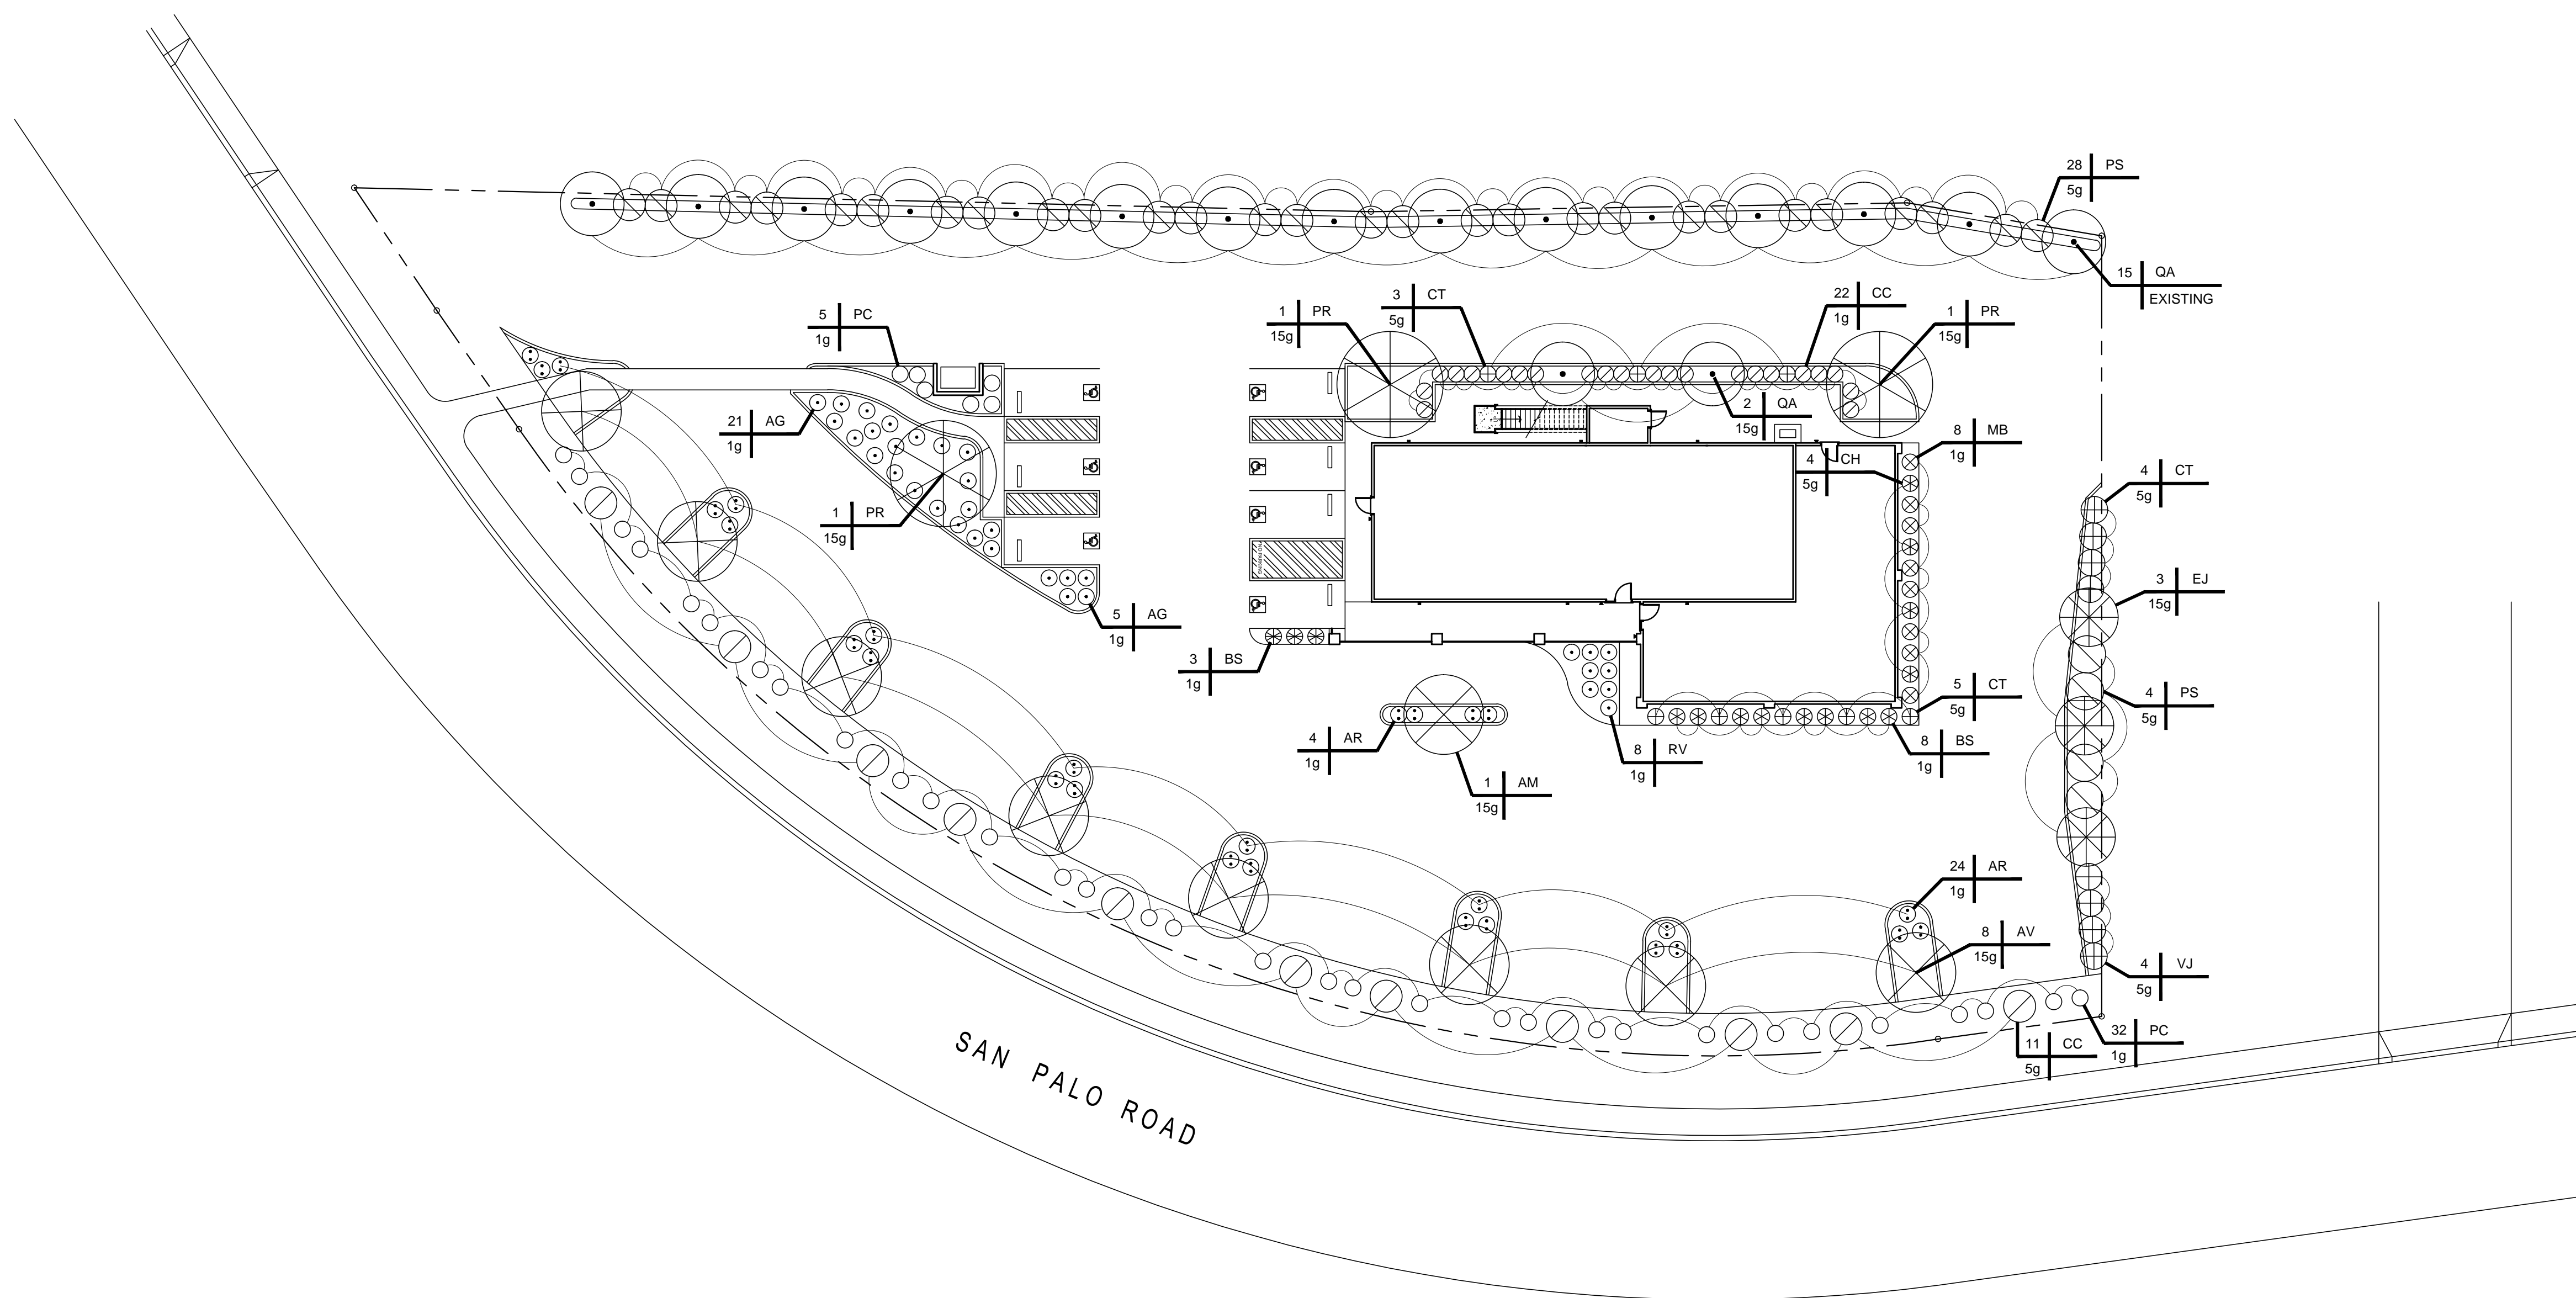 28 PS
5g
15 QA
EXISTING
5 PC
1g
1 PR
15g
3 CT
5g
22 CC
1g
1 PR
15g
21 AG
1g
2 QA
15g
8 MB
1g
4 CH
5g
4 CT
5g
1 PR
15g
3 EJ
15g
5 AG
1g
3 BS
1g
4 PS
5g
5 CT
5g
4 AR
1g
8 RV
1g
8 BS
1g
1 AM
15g
24 AR
1g
8 AV
15g
4 VJ
5g
32 PC
1g
11 CC
5g
SAN PALO ROAD